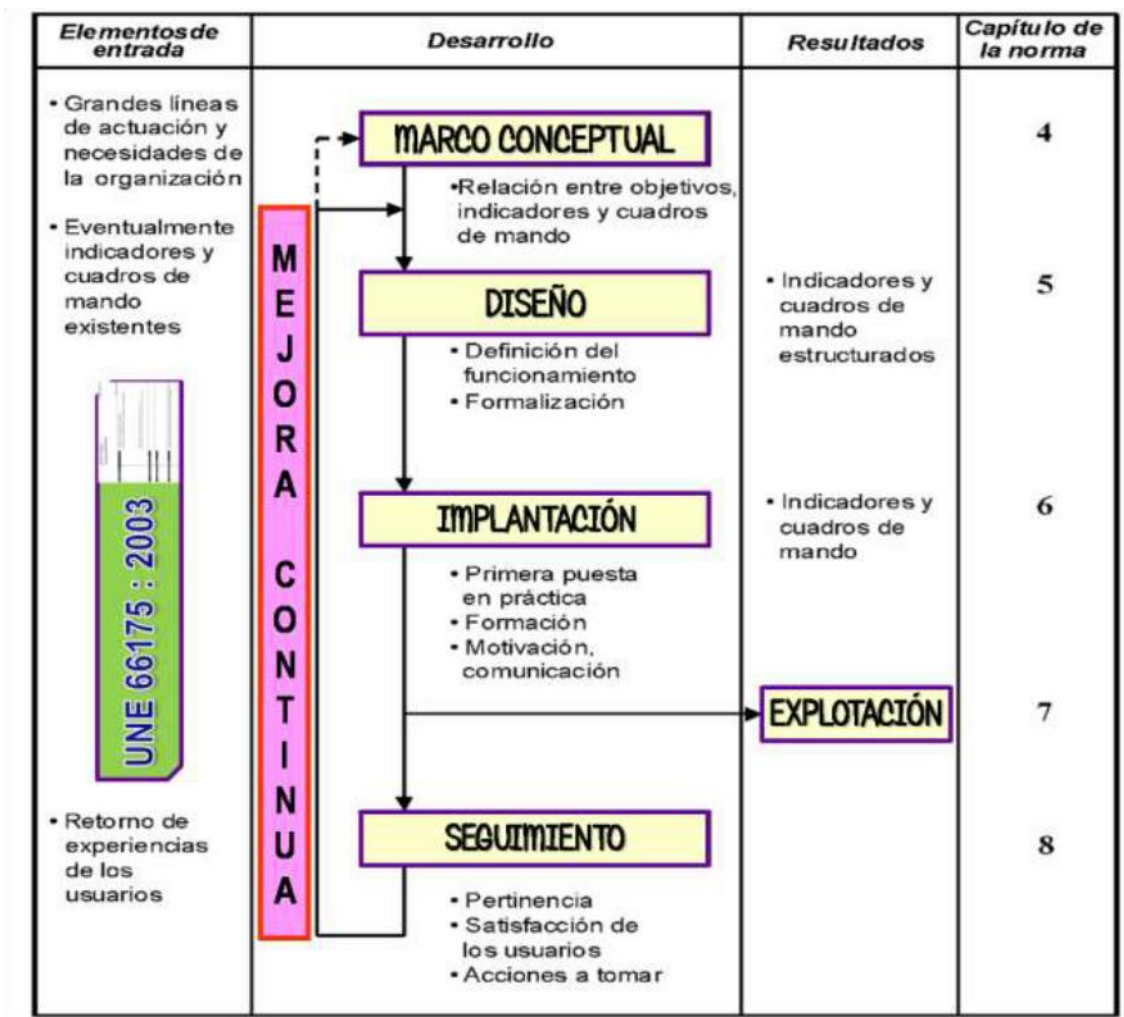 Elementos de
entrada
Desarrollo
Resultados
Capítulo de
la norma
• Grandes líneas
de actuación y
necesidades de
la organización
• Eventualmente
indicadores y
cuadros de
mando
existentes
UNE 66175 : 2003
• Retorno de
experiencias
de los
usuarios
MEJORA CONTINUA
MARCO CONCEPTUAL
•Relación entre objetivos,
indicadores y cuadros
de mando
DISEÑO
• Definición del
funcionamiento
• Formalización
IMPLANTACIÓN
• Primera puesta
en práctica
• Formación
• Motivación,
comunicación
SEGUIMIENTO
• Pertinencia
• Satisfacción de
los usuarios
• Acciones a tomar
• Indicadores y
cuadros de
mando
estructurados
• Indicadores y
cuadros de
mando
EXPLOTACIÓN
4
5
6
7
8